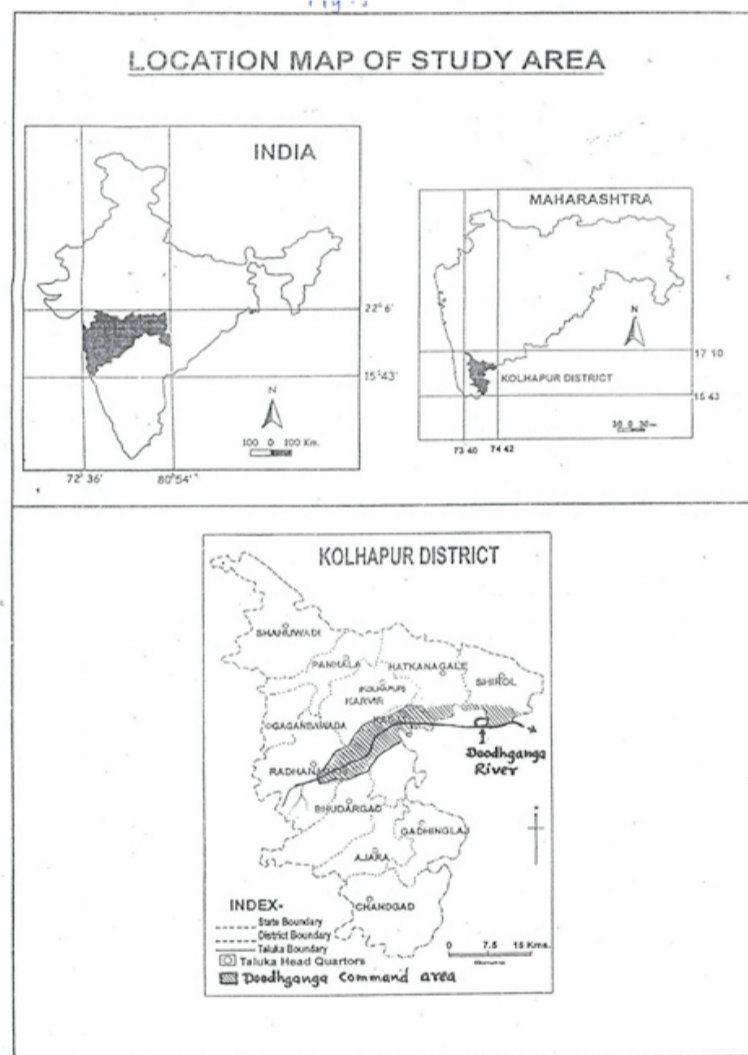 LOCATION MAP OF STUDY AREA
INDIA
22° 6'
15° 43'
N
100 0 100 Km.
72° 36'
80° 54'
MAHARASHTRA
N
17 10
KOLHAPUR DISTRICT
15 43
73 40 74 42
KOLHAPUR DISTRICT
SHAHUWADI
PANHALA
HATKANAGALE
SHIROL
(KOLHAPUR)
KARVIR
GAGANBAWADA
Doodhganga
River
BHUDARGAD
GADHINGLAJ
AJARA
CHANDGAD
INDEX-
State Boundary
District Boundary
Taluka Boundary
Taluka Head Quartors
Doodhganga Command area
0 7.5 15 Kms.